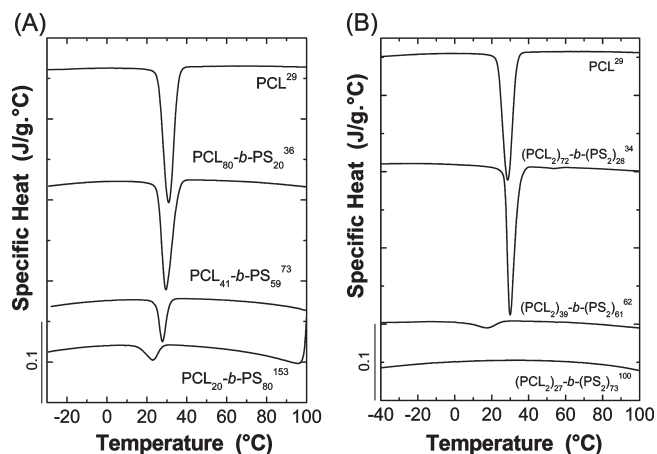 (A)
Specific Heat (J/g.°C)
PCL²⁹
PCL₈₀-b-PS₂₀³⁶
PCL₄₁-b-PS₅₉⁷³
PCL₂₀-b-PS₈₀¹⁵³
0.1
-20 0 20 40 60 80 100
Temperature (°C)
(B)
Specific Heat (J/g.°C)
PCL²⁹
(PCL₂)₇₂-b-(PS₂)₂₈³⁴
(PCL₂)₃₉-b-(PS₂)₆₁⁶²
(PCL₂)₂₇-b-(PS₂)₇₃¹⁰⁰
0.1
-40 -20 0 20 40 60 80 100
Temperature (°C)